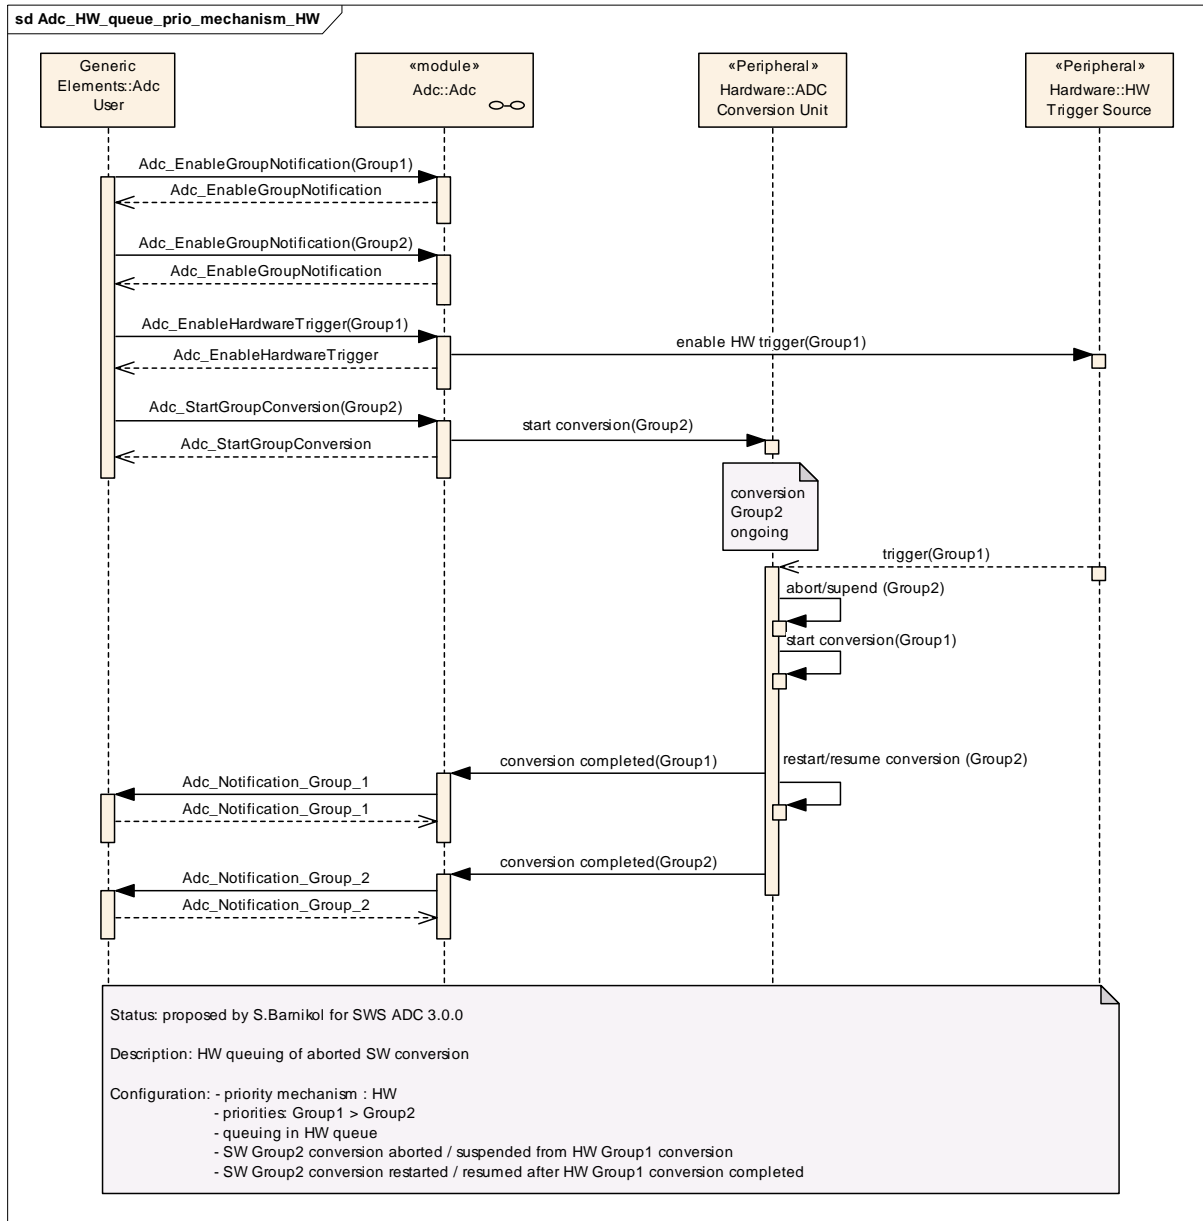 sd Adc_HW_queue_prio_mechanism_HW
Generic
Elements::Adc
User
«module»
Adc::Adc
«Peripheral»
Hardware::ADC
Conversion Unit
«Peripheral»
Hardware::HW
Trigger Source
Adc_EnableGroupNotification(Group1)
Adc_EnableGroupNotification
Adc_EnableGroupNotification(Group2)
Adc_EnableGroupNotification
Adc_EnableHardwareTrigger(Group1)
enable HW trigger(Group1)
Adc_EnableHardwareTrigger
Adc_StartGroupConversion(Group2)
start conversion(Group2)
Adc_StartGroupConversion
conversion
Group2
ongoing
trigger(Group1)
abort/supend (Group2)
start conversion(Group1)
restart/resume conversion (Group2)
conversion completed(Group1)
Adc_Notification_Group_1
Adc_Notification_Group_1
conversion completed(Group2)
Adc_Notification_Group_2
Adc_Notification_Group_2
Status: proposed by S.Barnikol for SWS ADC 3.0.0
Description: HW queuing of aborted SW conversion
Configuration: - priority mechanism : HW
- priorities: Group1 > Group2
- queuing in HW queue
- SW Group2 conversion aborted / suspended from HW Group1 conversion
- SW Group2 conversion restarted / resumed after HW Group1 conversion completed